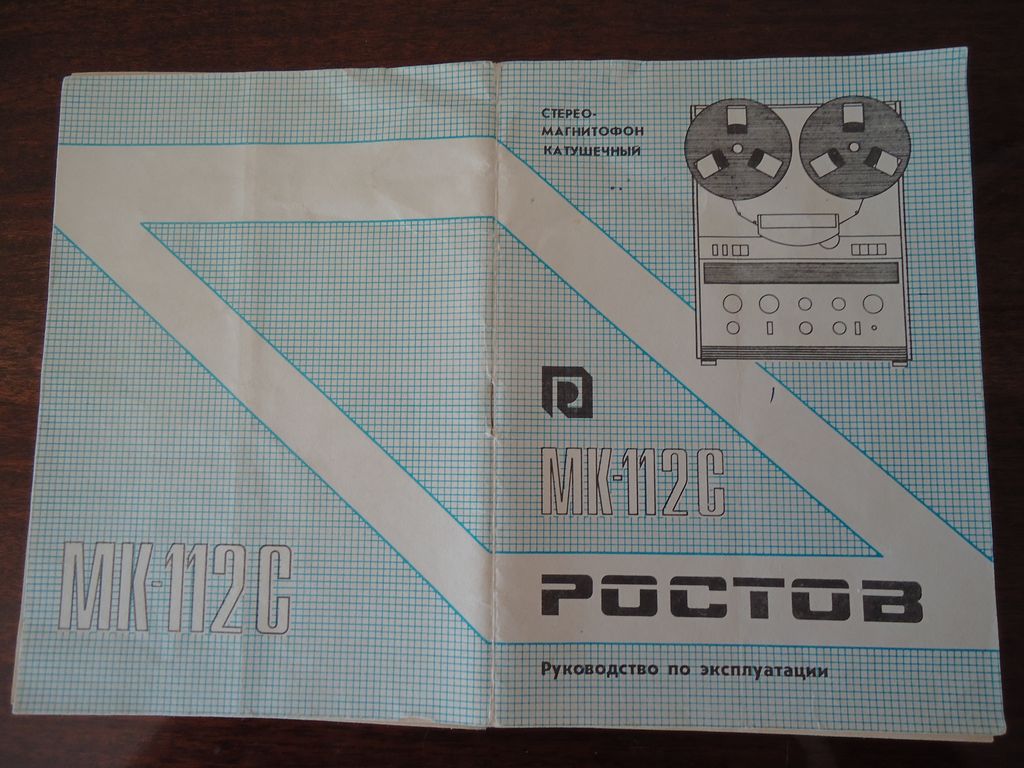 СТЕРЕО-
МАГНИТОФОН
КАТУШЕЧНЫЙ
МК-112С
РОСТОВ
Руководство по эксплуатации
МК-112С